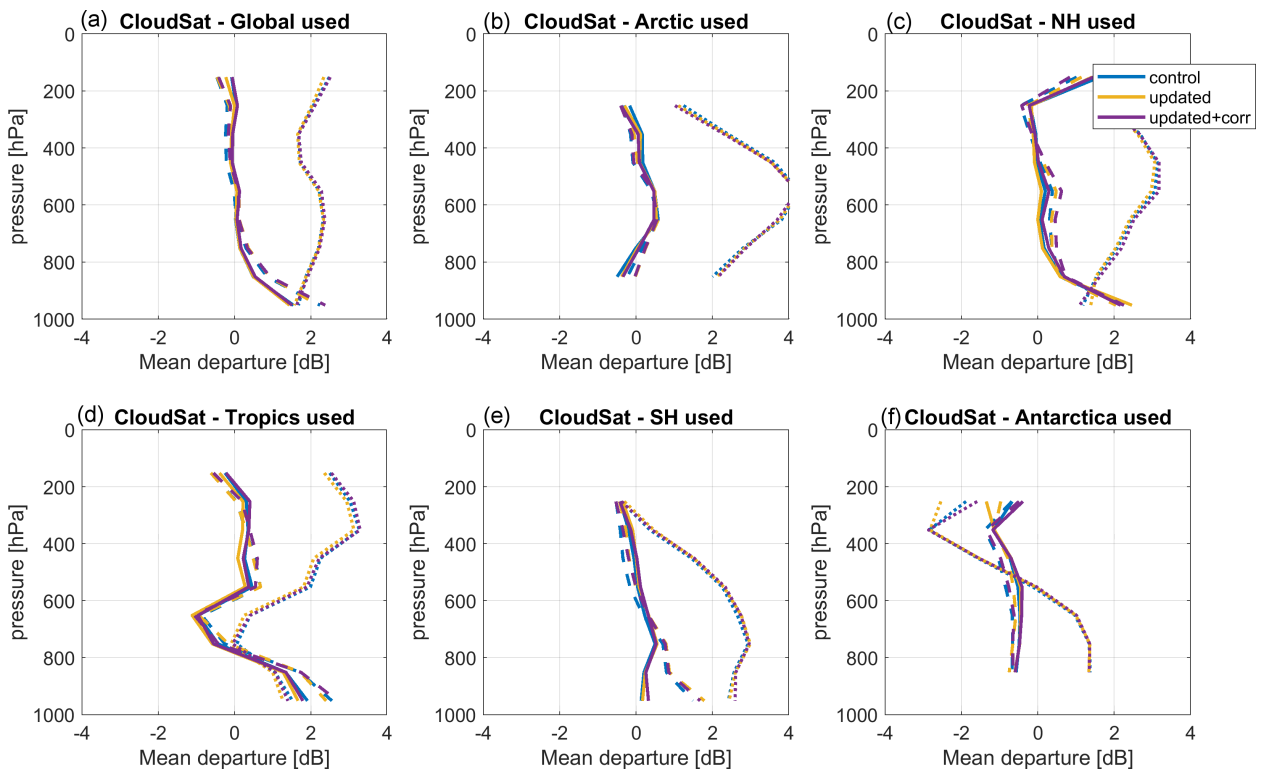 (a) CloudSat - Global used
(b) CloudSat - Arctic used
(c) CloudSat - NH used
0
200
400
600
800
1000
pressure [hPa]
-4 -2 0 2 4
Mean departure [dB]
0
200
400
600
800
1000
pressure [hPa]
-4 -2 0 2 4
Mean departure [dB]
0
200
400
600
800
1000
pressure [hPa]
-4 -2 0 2 4
Mean departure [dB]
control
updated
updated+corr
(d) CloudSat - Tropics used
(e) CloudSat - SH used
(f) CloudSat - Antarctica used
0
200
400
600
800
1000
pressure [hPa]
-4 -2 0 2 4
Mean departure [dB]
0
200
400
600
800
1000
pressure [hPa]
-4 -2 0 2 4
Mean departure [dB]
0
200
400
600
800
1000
pressure [hPa]
-4 -2 0 2 4
Mean departure [dB]